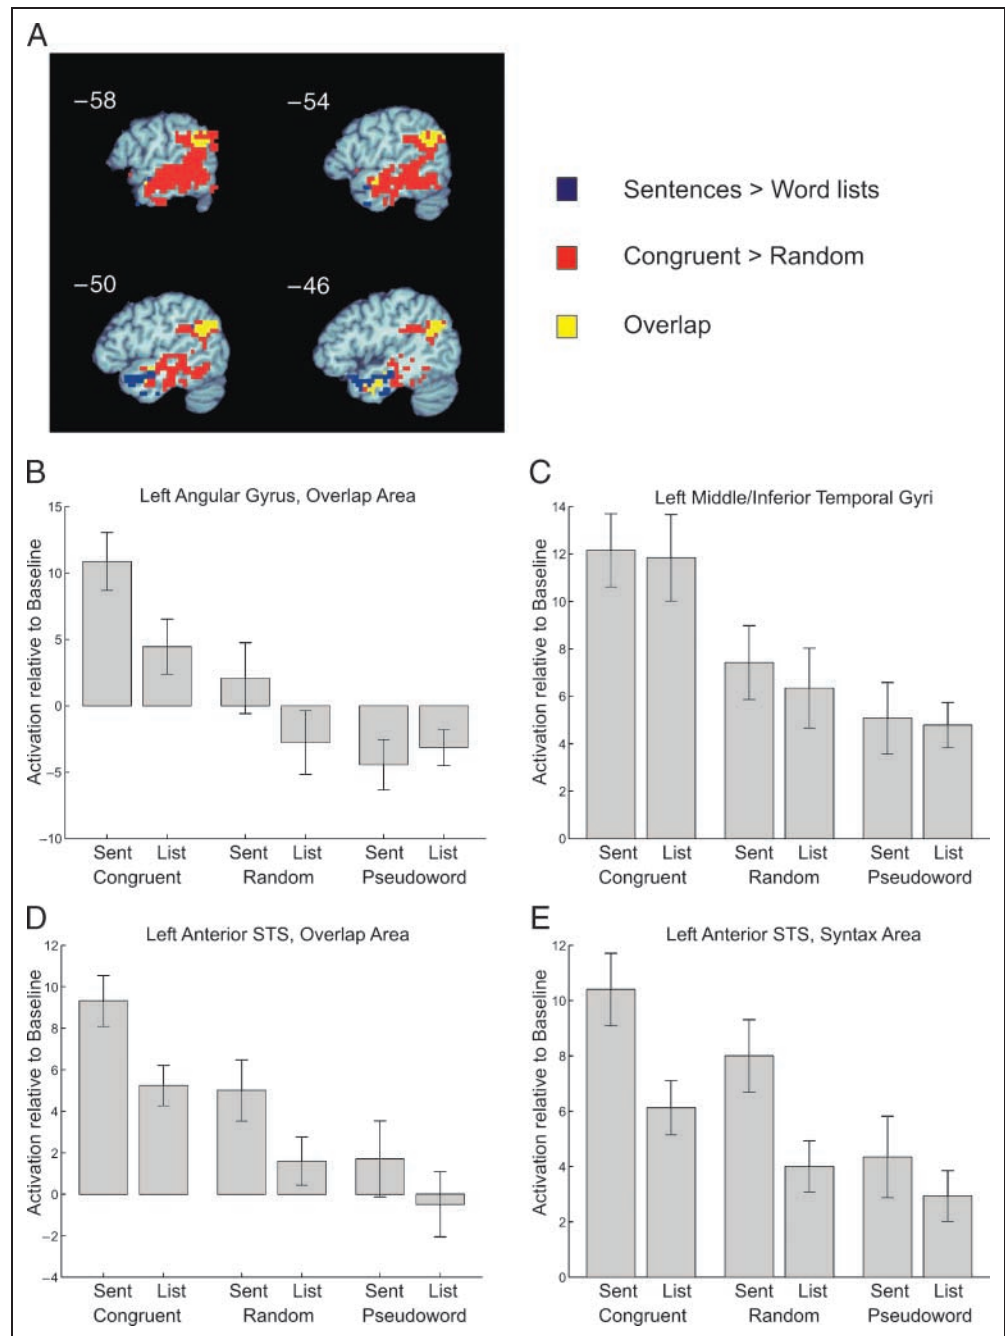 A
−58
−54
−50
−46
Sentences > Word lists
Congruent > Random
Overlap
B
Left Angular Gyrus, Overlap Area
Activation relative to Baseline
15
10
5
0
−5
−10
Sent List Sent List Sent List
Congruent Random Pseudoword
C
Left Middle/Inferior Temporal Gyri
Activation relative to Baseline
14
12
10
8
6
4
2
0
Sent List Sent List Sent List
Congruent Random Pseudoword
D
Left Anterior STS, Overlap Area
Activation relative to Baseline
12
10
8
6
4
2
0
−2
−4
Sent List Sent List Sent List
Congruent Random Pseudoword
E
Left Anterior STS, Syntax Area
Activation relative to Baseline
12
10
8
6
4
2
0
Sent List Sent List Sent List
Congruent Random Pseudoword